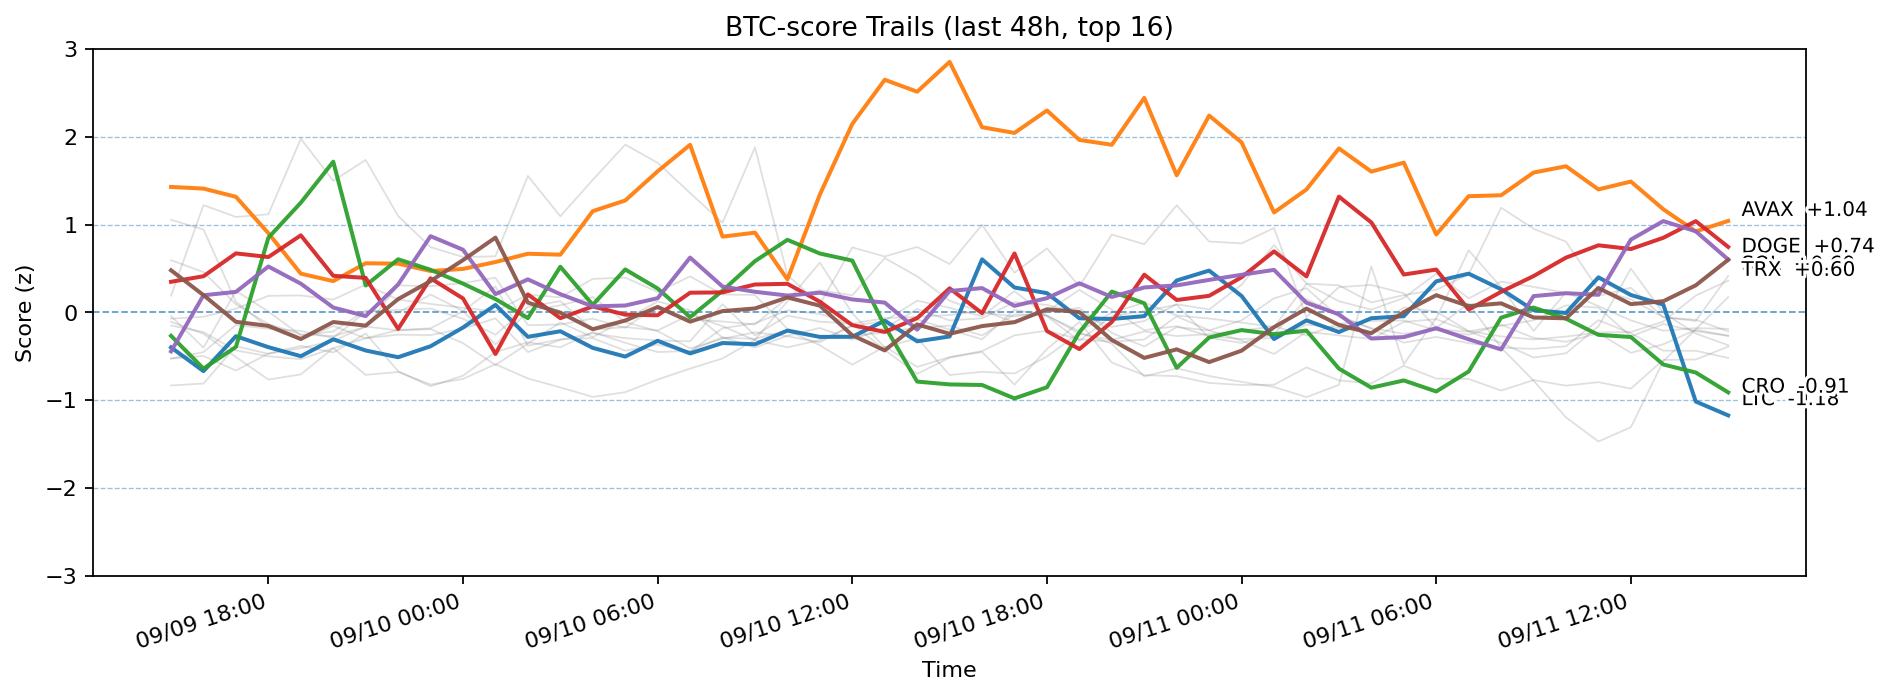 BTC-score Trails (last 48h, top 16)
Score (z)
3
2
1
0
−1
−2
−3
AVAX +1.04
DOGE +0.74
TRX +0.60
CRO -0.91
LTC -1.18
09/09 18:00
09/10 00:00
09/10 06:00
09/10 12:00
09/10 18:00
09/11 00:00
09/11 06:00
09/11 12:00
Time